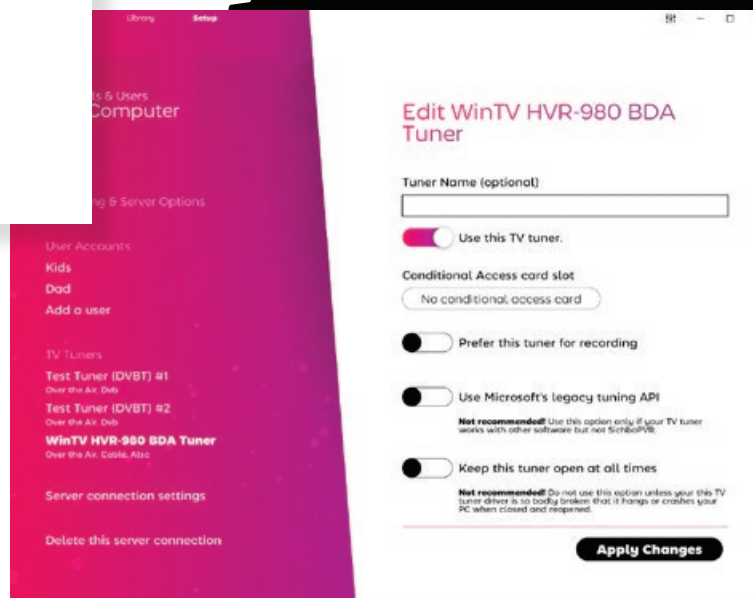 Library Setup
ls & Users
Computer
ng & Server Options
User Accounts
Kids
Dad
Add a user
TV Tuners
Test Tuner (DVBT) #1
Over the Air, Dvb
Test Tuner (DVBT) #2
Over the Air, Dvb
WinTV HVR-980 BDA Tuner
Over the Air, Cable, Atsc
Server connection settings
Delete this server connection
Edit WinTV HVR-980 BDA
Tuner
Tuner Name (optional)
Use this TV tuner.
Conditional Access card slot
No conditional access card
Prefer this tuner for recording
Use Microsoft's legacy tuning API
Not recommended! Use this option only if your TV tuner
works with other software but not SichboPVR.
Keep this tuner open at all times
Not recommended! Do not use this option unless your this TV
tuner driver is so badly broken that it hangs or crashes your
PC when closed and reopened.
Apply Changes